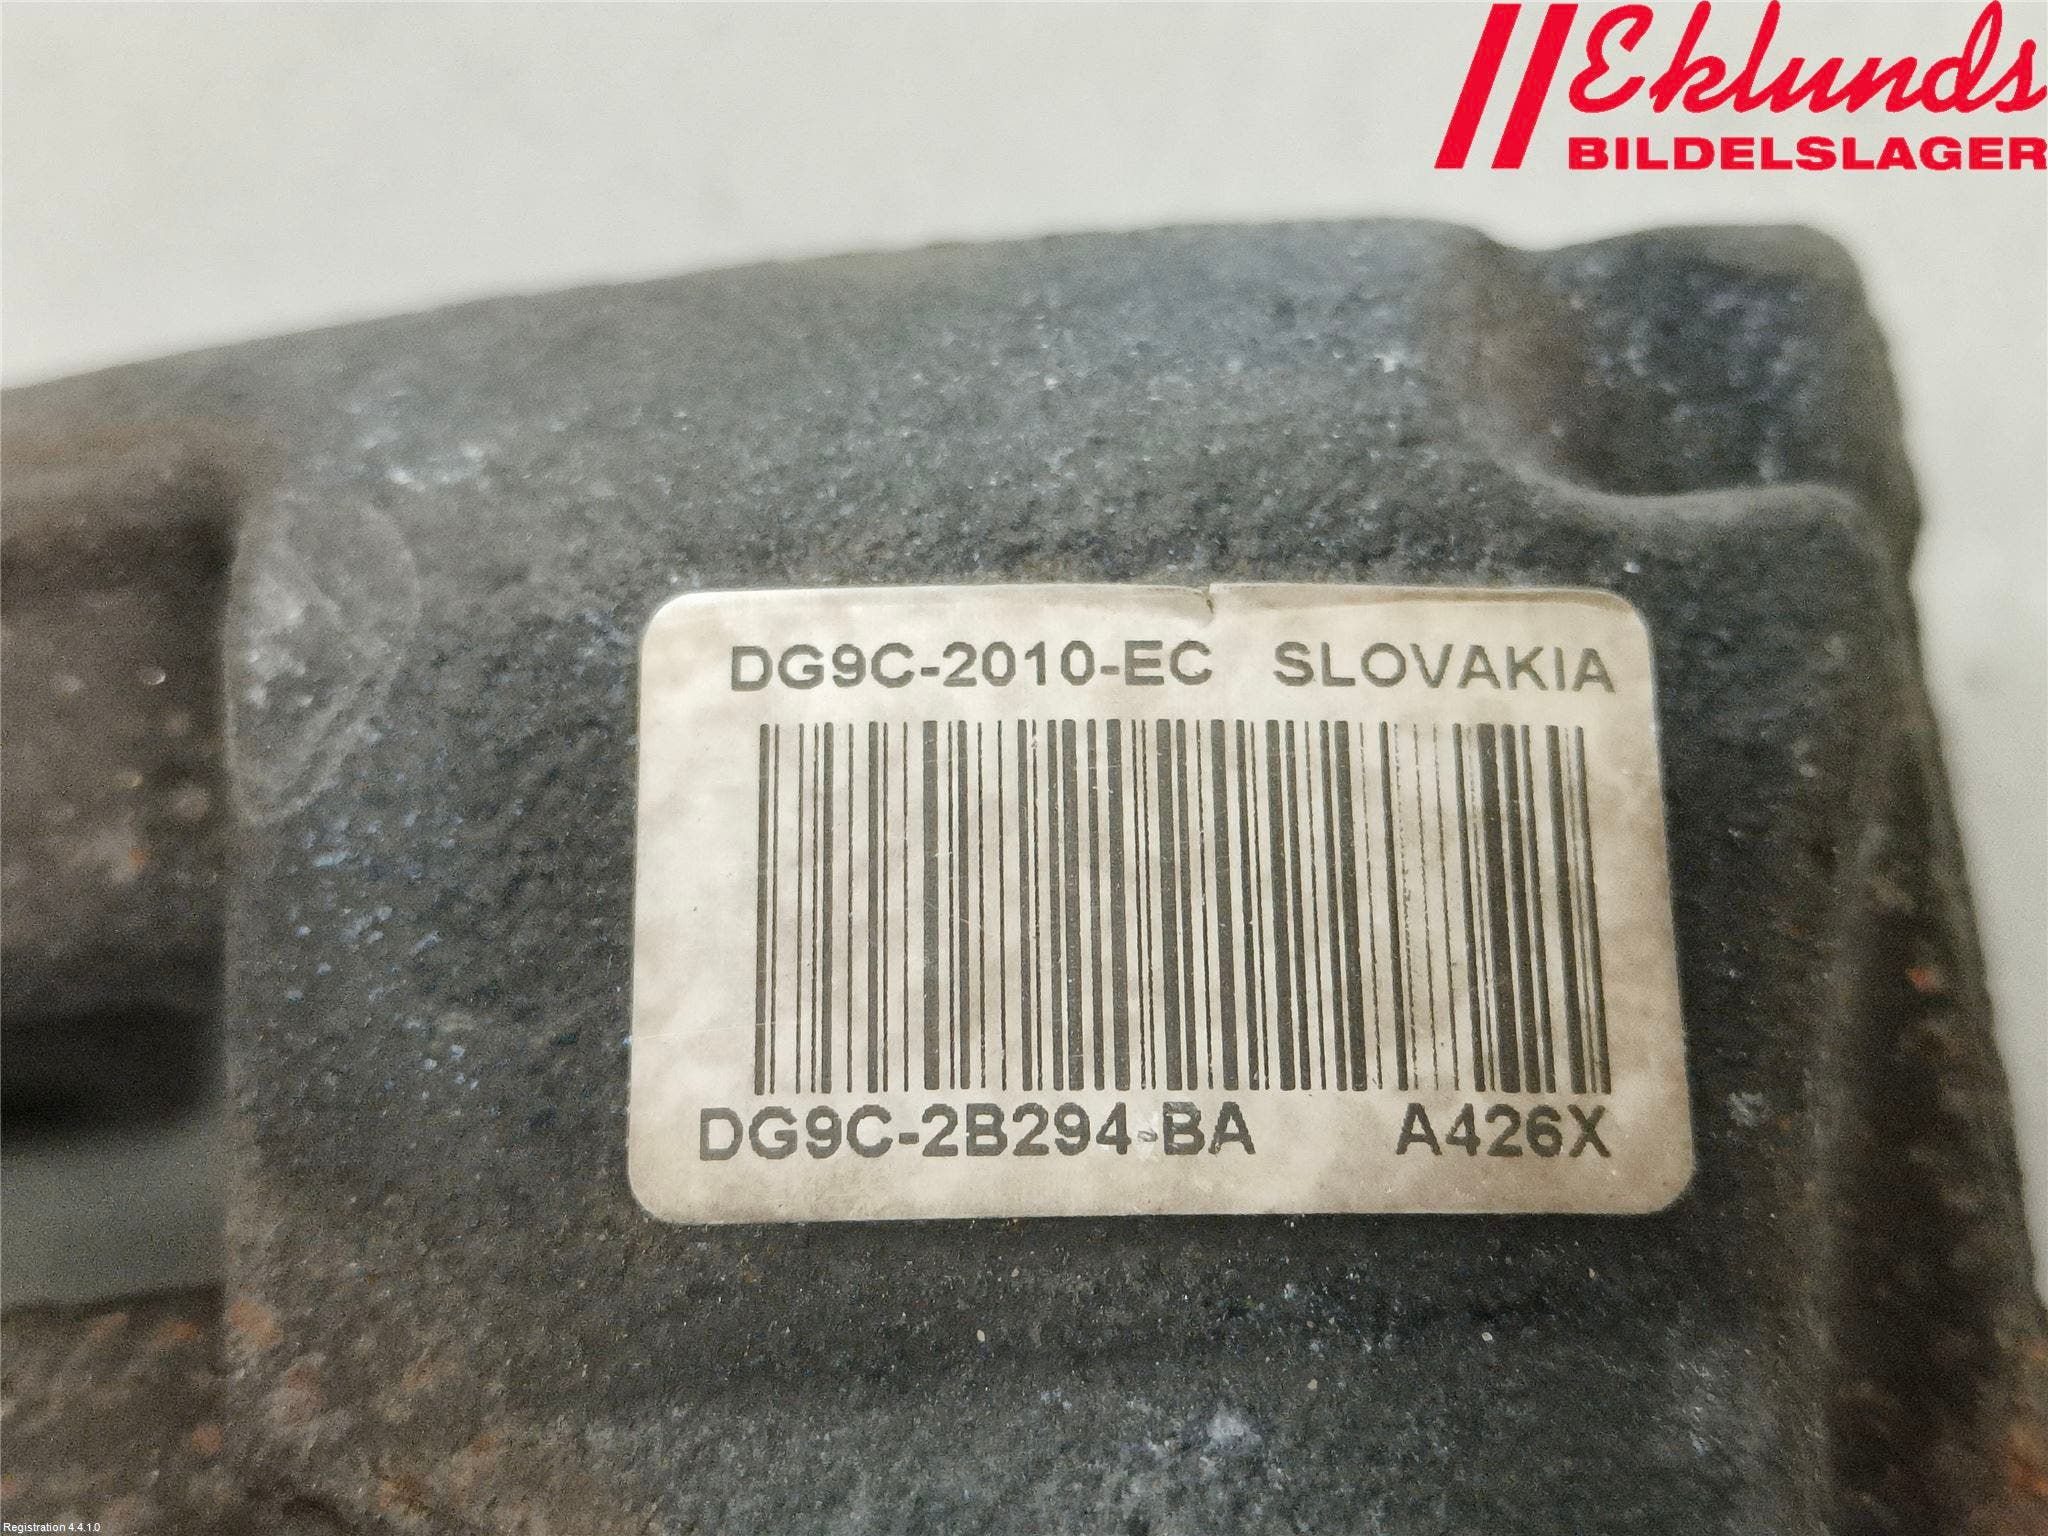 Eklunds
BILDELSLAGER
DG9C-2010-EC SLOVAKIA
DG9C-2B294-BA A426X
Registration 4.4.1.0